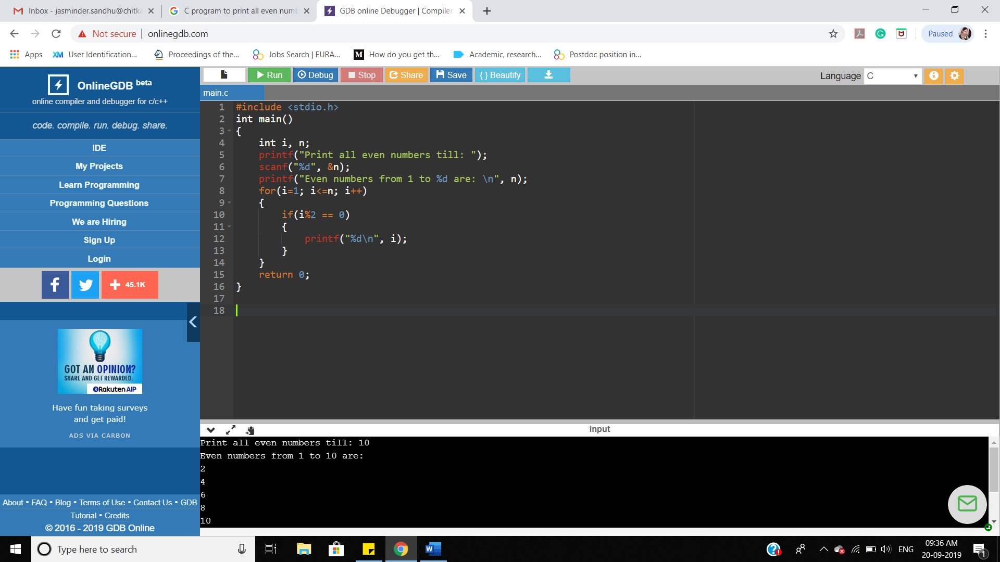 Inbox - jasminder.sandhu@chitka
C program to print all even numb
GDB online Debugger | Compiler
Not secure | onlinegdb.com
Paused
Apps
XM User Identification...
Proceedings of the...
Jobs Search | EURA...
M How do you get th...
Academic, research...
Postdoc position in...
OnlineGDB beta
online compiler and debugger for c/c++
code. compile. run. debug. share.
IDE
My Projects
Learn Programming
Programming Questions
We are Hiring
Sign Up
Login
f
+ 45.1K
GOT AN OPINION?
SHARE AND GET REWARDED.
Rakuten AIP
Have fun taking surveys
and get paid!
ADS VIA CARBON
About • FAQ • Blog • Terms of Use • Contact Us • GDB
Tutorial • Credits
© 2016 - 2019 GDB Online
Run Debug Stop Share Save { } Beautify
Language C
main.c
1 #include <stdio.h>
2 int main()
3 {
4 int i, n;
5 printf("Print all even numbers till: ");
6 scanf("%d", &n);
7 printf("Even numbers from 1 to %d are: \n", n);
8 for(i=1; i<=n; i++)
9 {
10 if(i%2 == 0)
11 {
12 printf("%d\n", i);
13 }
14 }
15 return 0;
16 }
17
18
input
Print all even numbers till: 10
Even numbers from 1 to 10 are:
2
4
6
8
10
Type here to search
ENG
09:36 AM
20-09-2019
1